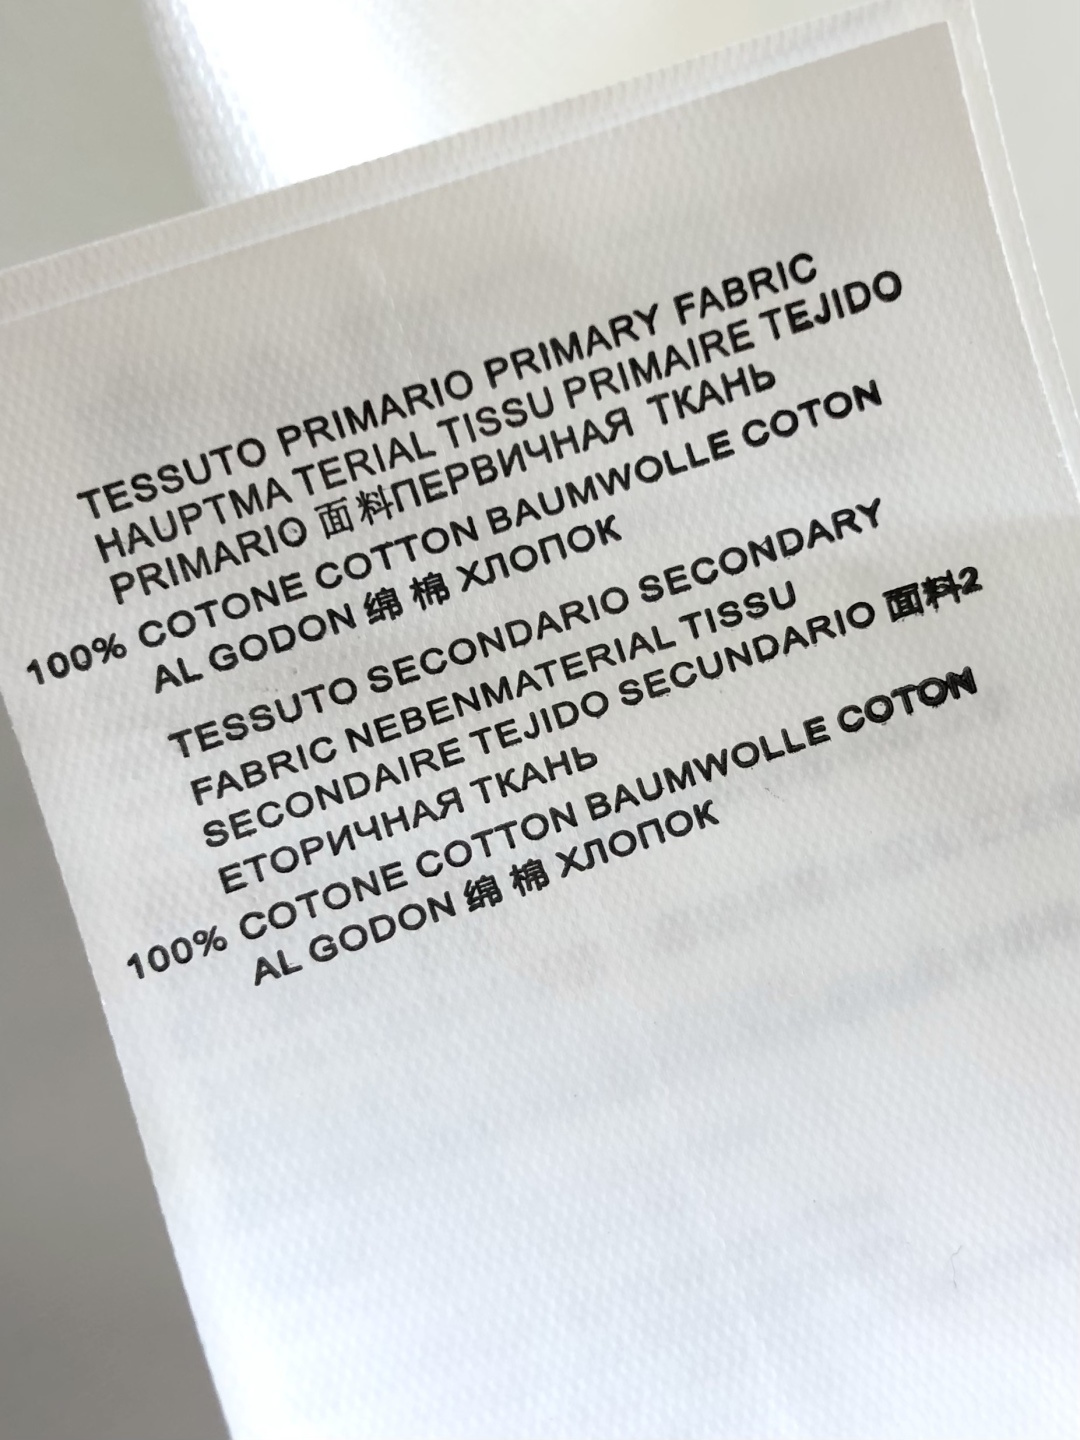 TESSUTO PRIMARIO PRIMARY FABRIC
HAUPTMA TERIAL TISSU PRIMAIRE TEJIDO
PRIMARIO 面料ПЕРВИЧНАЯ ТКАНЬ
100% COTONE COTTON BAUMWOLLE COTON
AL GODON 绵 棉 ХЛОПОК
TESSUTO SECONDARIO SECONDARY
FABRIC NEBENMATERIAL TISSU
SECONDAIRE TEJIDO SECUNDARIO 面料2
ЕТОРИЧНАЯ ТКАНЬ
100% COTONE COTTON BAUMWOLLE COTON
AL GODON 绵 棉 ХЛОПОК